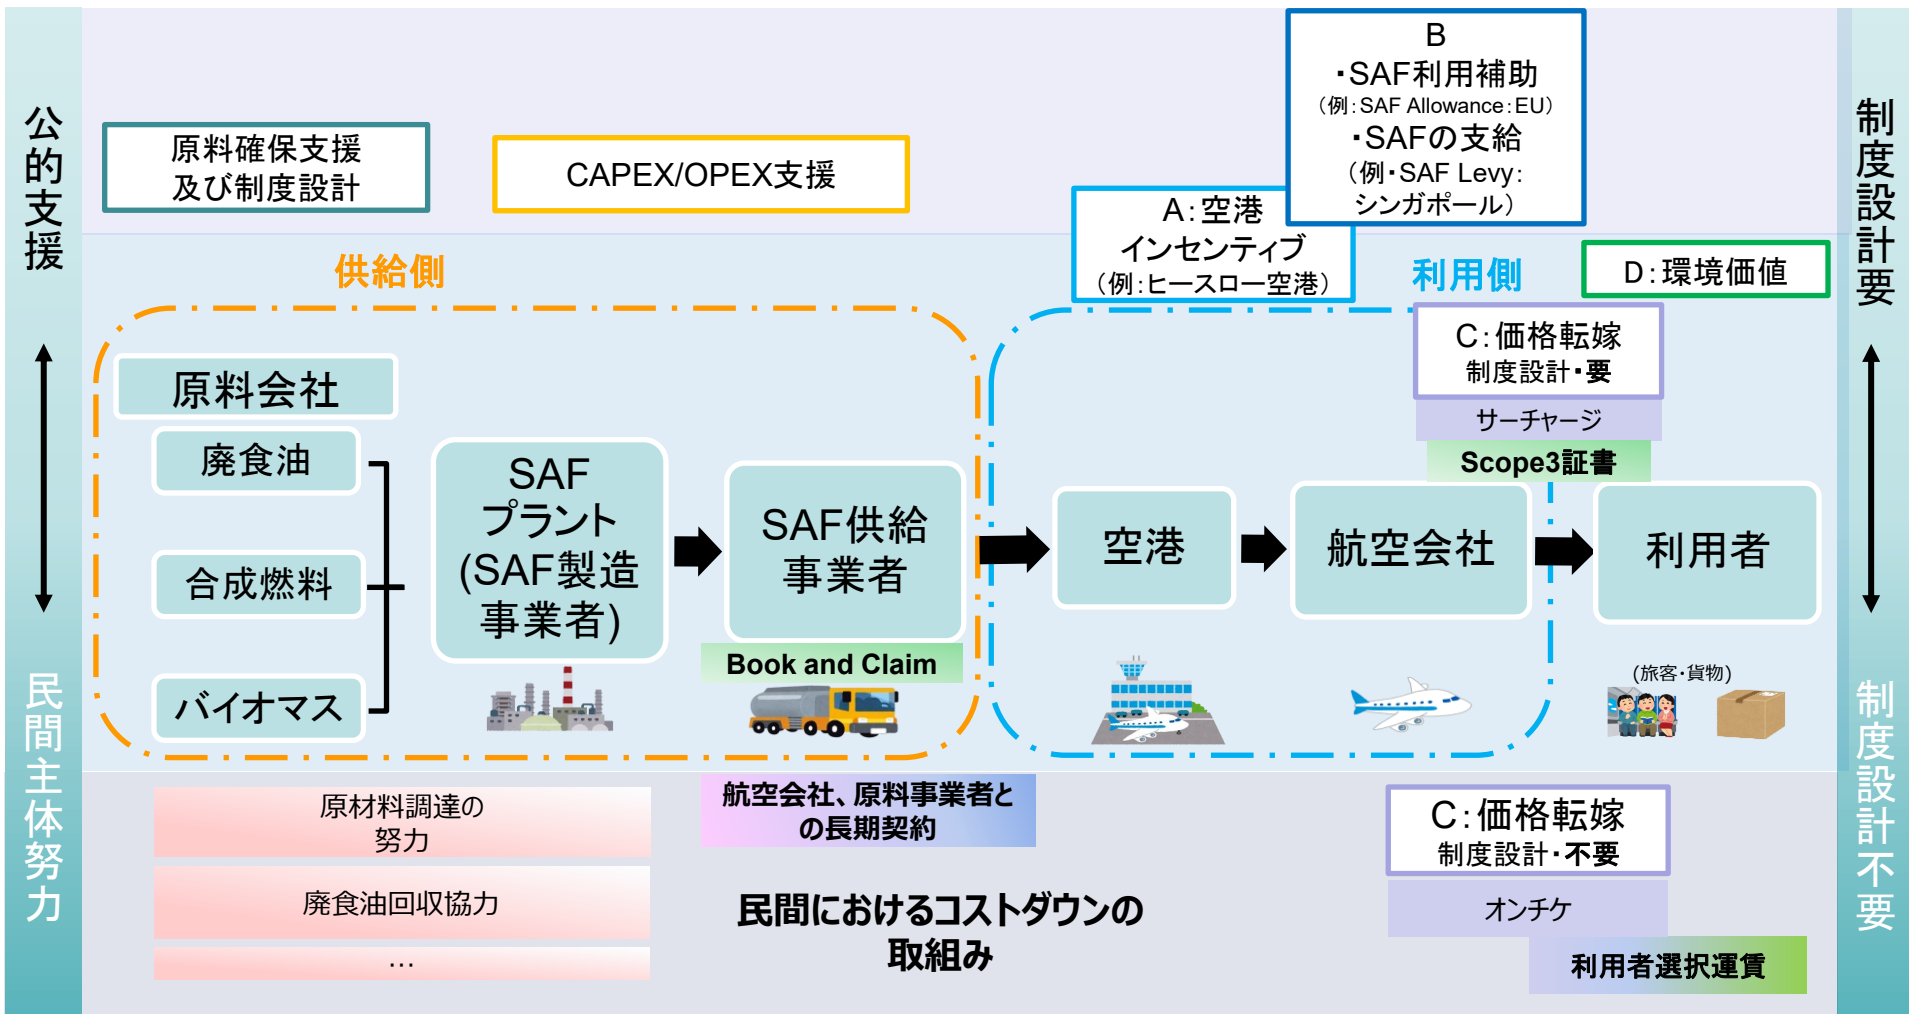 公的支援
民間主体努力
原料確保支援
及び制度設計
CAPEX/OPEX支援
B
・SAF利用補助
（例：SAF Allowance：EU）
・SAFの支給
（例・SAF Levy：
シンガポール）
A：空港
インセンティブ
（例：ヒースロー空港）
供給側
利用側
D：環境価値
C：価格転嫁
制度設計・要
サーチャージ
Scope3証書
原料会社
廃食油
合成燃料
バイオマス
SAF
プラント
(SAF製造
事業者)
SAF供給
事業者
Book and Claim
空港
航空会社
利用者
(旅客・貨物)
原材料調達の
努力
廃食油回収協力
…
航空会社、原料事業者と
の長期契約
民間におけるコストダウンの
取組み
C：価格転嫁
制度設計・不要
オンチケ
利用者選択運賃
制度設計要
制度設計不要